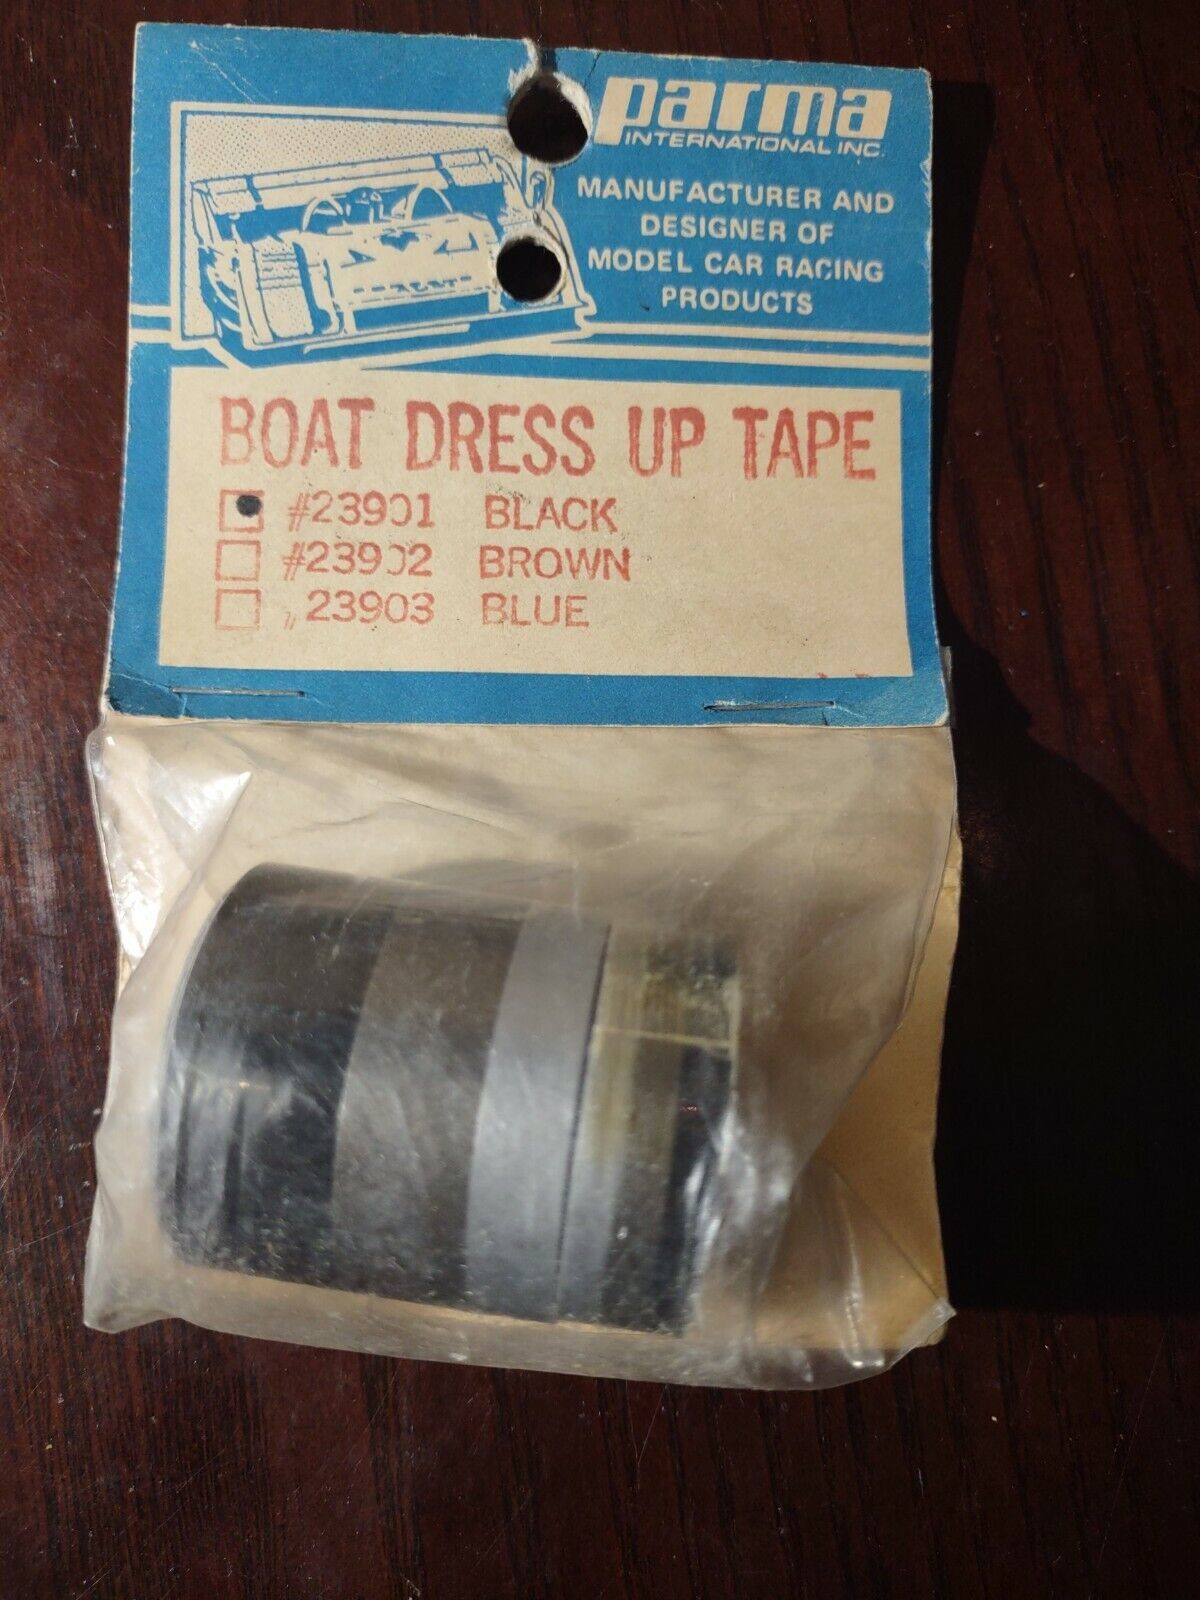 parma
INTERNATIONAL INC.
MANUFACTURER AND
DESIGNER OF
MODEL CAR RACING
PRODUCTS
BOAT DRESS UP TAPE
#23901 BLACK
#23902 BROWN
23903 BLUE